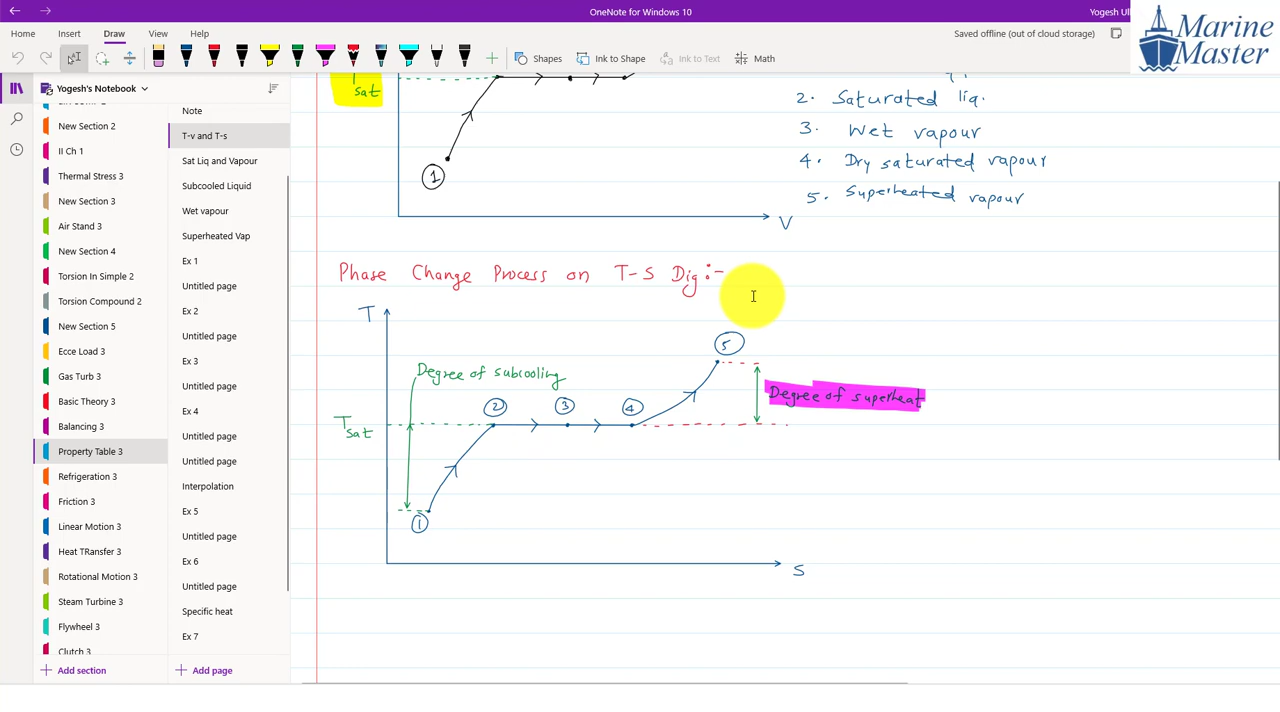 OneNote for Windows 10
Yogesh Ul
Marine
Master
Home
Insert
Draw
View
Help
Saved offline (out of cloud storage)
Shapes
Ink to Shape
Ink to Text
Math
Yogesh's Notebook
New Section 2
II Ch 1
Thermal Stress 3
New Section 3
Air Stand 3
New Section 4
Torsion In Simple 2
Torsion Compound 2
New Section 5
Ecce Load 3
Gas Turb 3
Basic Theory 3
Balancing 3
Property Table 3
Refrigeration 3
Friction 3
Linear Motion 3
Heat TRansfer 3
Rotational Motion 3
Steam Turbine 3
Flywheel 3
Clutch 3
Add section
Note
T-v and T-s
Sat Liq and Vapour
Subcooled Liquid
Wet vapour
Superheated Vap
Ex 1
Untitled page
Ex 2
Untitled page
Ex 3
Untitled page
Ex 4
Untitled page
Untitled page
Interpolation
Ex 5
Untitled page
Ex 6
Untitled page
Specific heat
Ex 7
Add page
Tsat
1
V
2. Saturated liq.
3. Wet vapour
4. Dry saturated vapour
5. Superheated vapour
Phase Change Process on T-S Dig:-
T
5
Degree of subcooling
Degree of superheat
2 3 4
Tsat
1
S